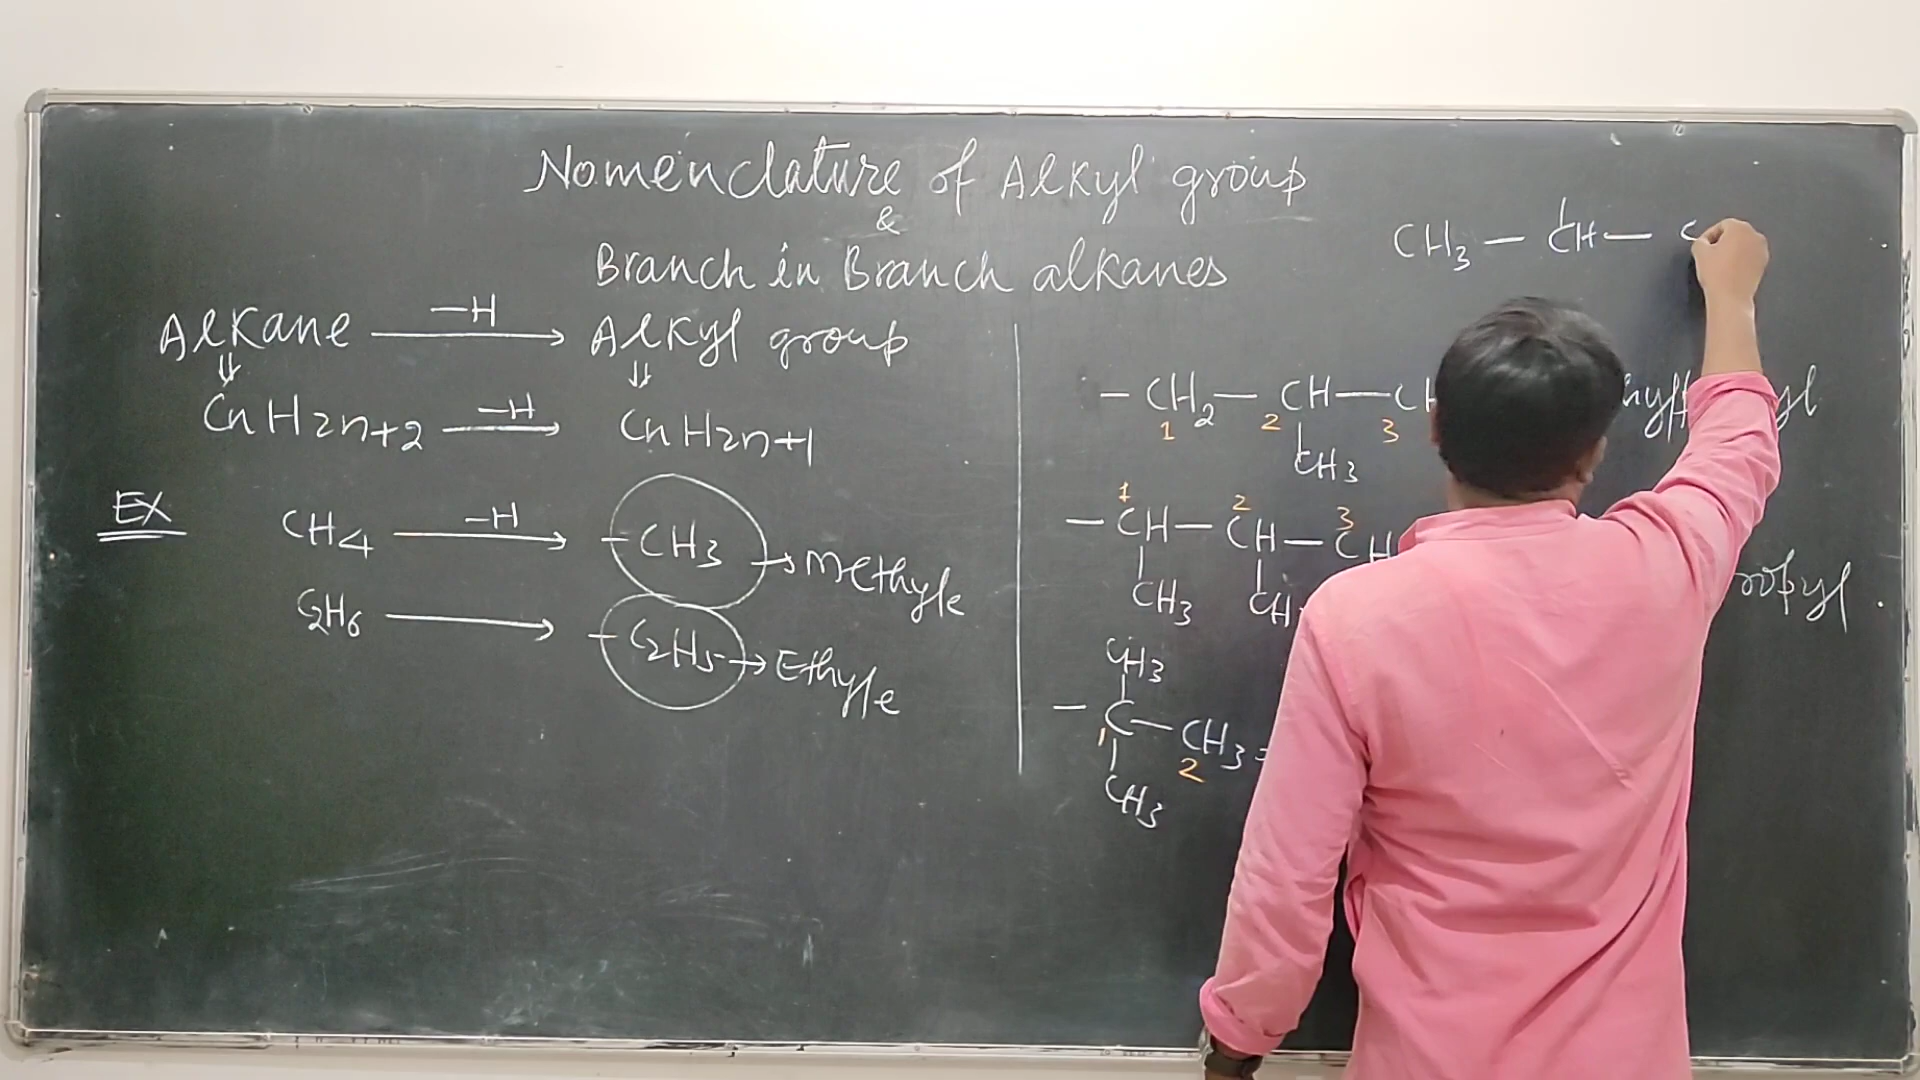 Nomenclature of Alkyl group
&
Branch in Branch alkanes
Alkane —H→ Alkyl group
⇓ ⇓
CnH2n+2 —H→ CnH2n+1
EX
CH4 —H→ -CH3 → Methyle
C2H6 → -C2H5 → Ethyle
CH3 — CH —
- CH2 — CH — CH
1 2 3
CH3
1 2 3
- CH — CH — CH
CH3 CH
ropyl.
CH3
- C — CH3 =
1 2
CH3